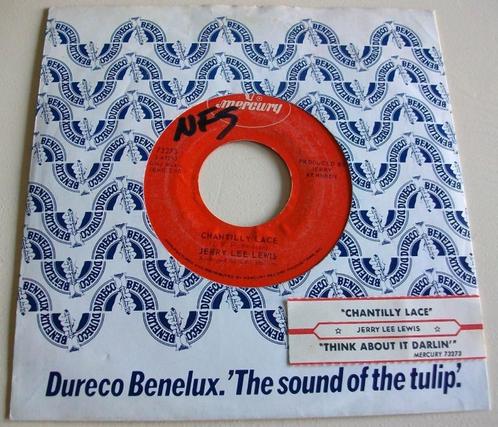 mercury
NFS
73273
PRODUCED BY
JERRY
KENNEDY
CHANTILLY LACE
JERRY LEE LEWIS
"CHANTILLY LACE"
JERRY LEE LEWIS
"THINK ABOUT IT DARLIN'"
MERCURY 73273
DURECO BENELUX
Dureco Benelux.'The sound of the tulip'.